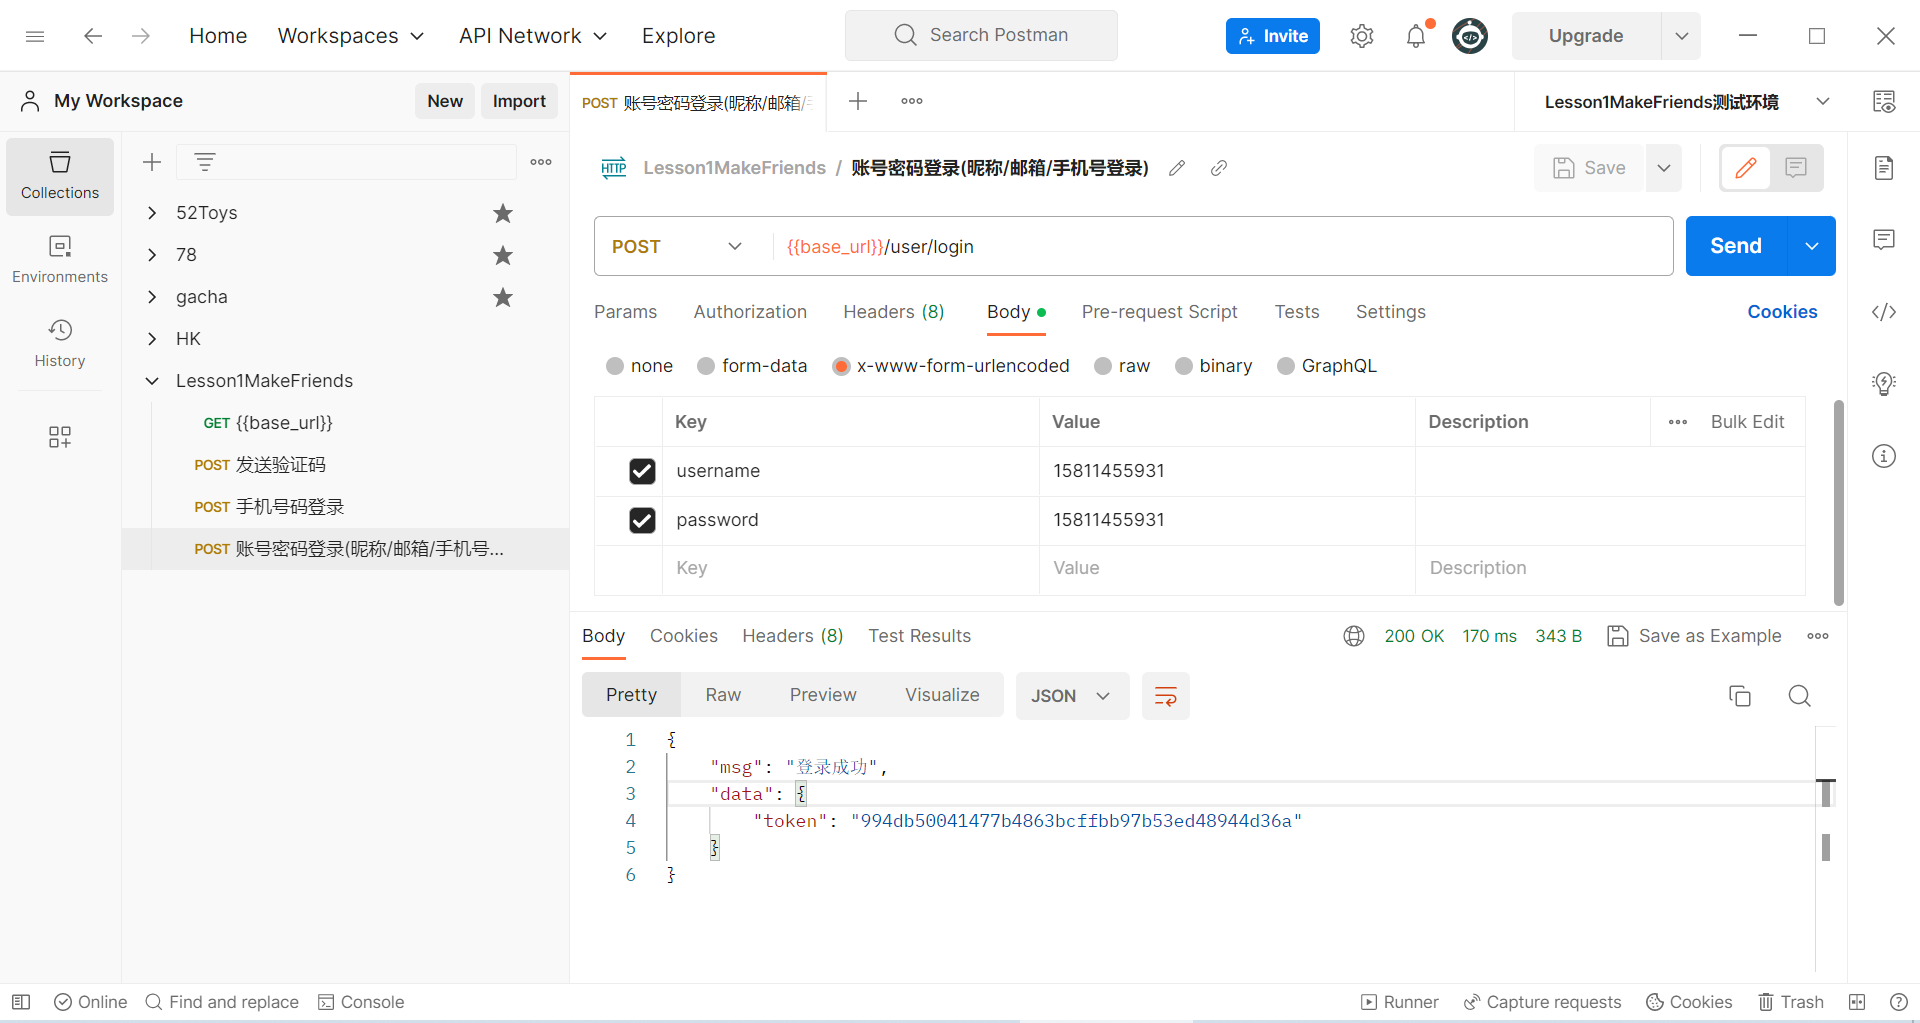 Home Workspaces API Network Explore Search Postman Invite Upgrade
My Workspace New Import
POST 账号密码登录(昵称/邮箱/
Lesson1MakeFriends测试环境
Collections
Environments
History
52Toys
78
gacha
HK
Lesson1MakeFriends
GET {{base_url}}
POST 发送验证码
POST 手机号码登录
POST 账号密码登录(昵称/邮箱/手机号...
HTTP Lesson1MakeFriends / 账号密码登录(昵称/邮箱/手机号登录) Save
POST {{base_url}}/user/login Send
Params Authorization Headers (8) Body Pre-request Script Tests Settings Cookies
none form-data x-www-form-urlencoded raw binary GraphQL
Key Value Description Bulk Edit
username 15811455931
password 15811455931
Key Value Description
Body Cookies Headers (8) Test Results 200 OK 170 ms 343 B Save as Example
Pretty Raw Preview Visualize JSON
1 {
2 "msg": "登录成功",
3 "data": {
4 "token": "994db50041477b4863bcffbb97b53ed48944d36a"
5 }
6 }
Online Find and replace Console Runner Capture requests Cookies Trash